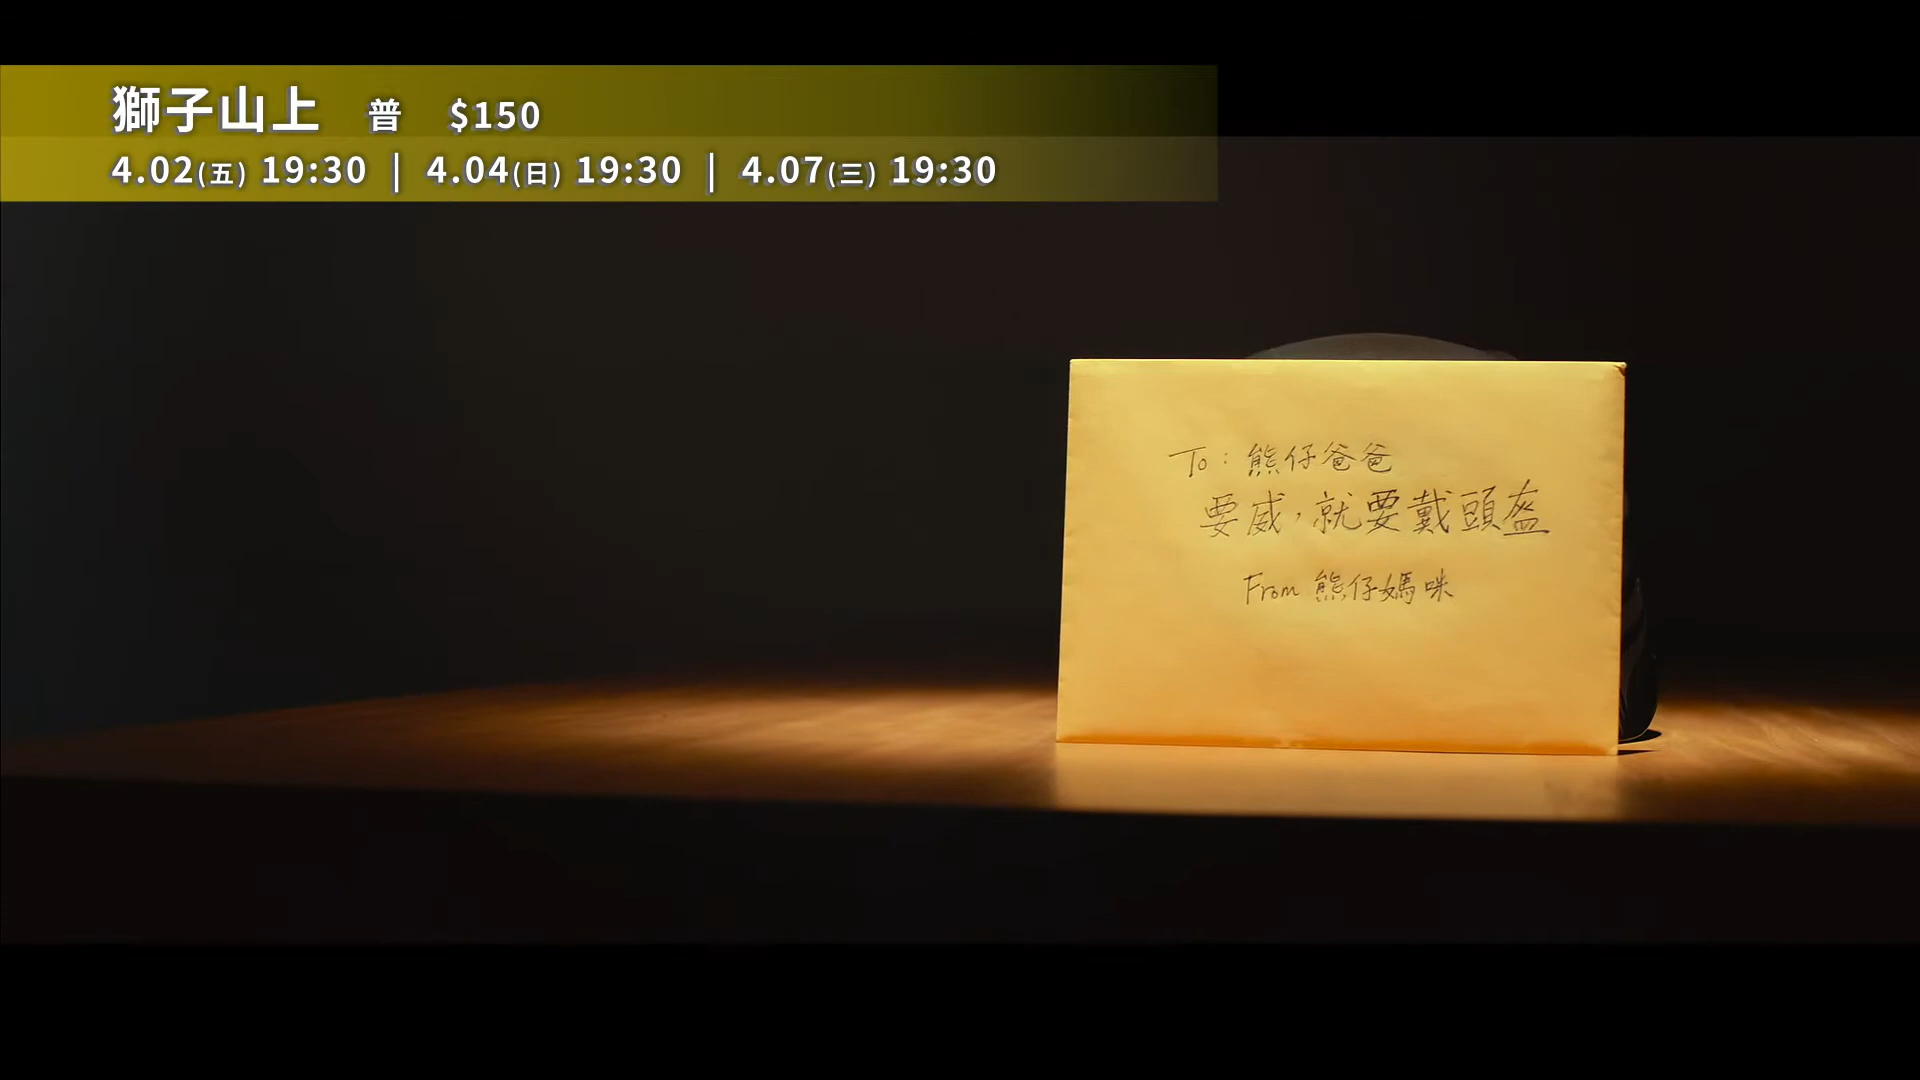 獅子山上 普 $150
4.02(五) 19:30 | 4.04(日) 19:30 | 4.07(三) 19:30
To：熊仔爸爸
要威，就要戴頭盔
From 熊仔媽咪